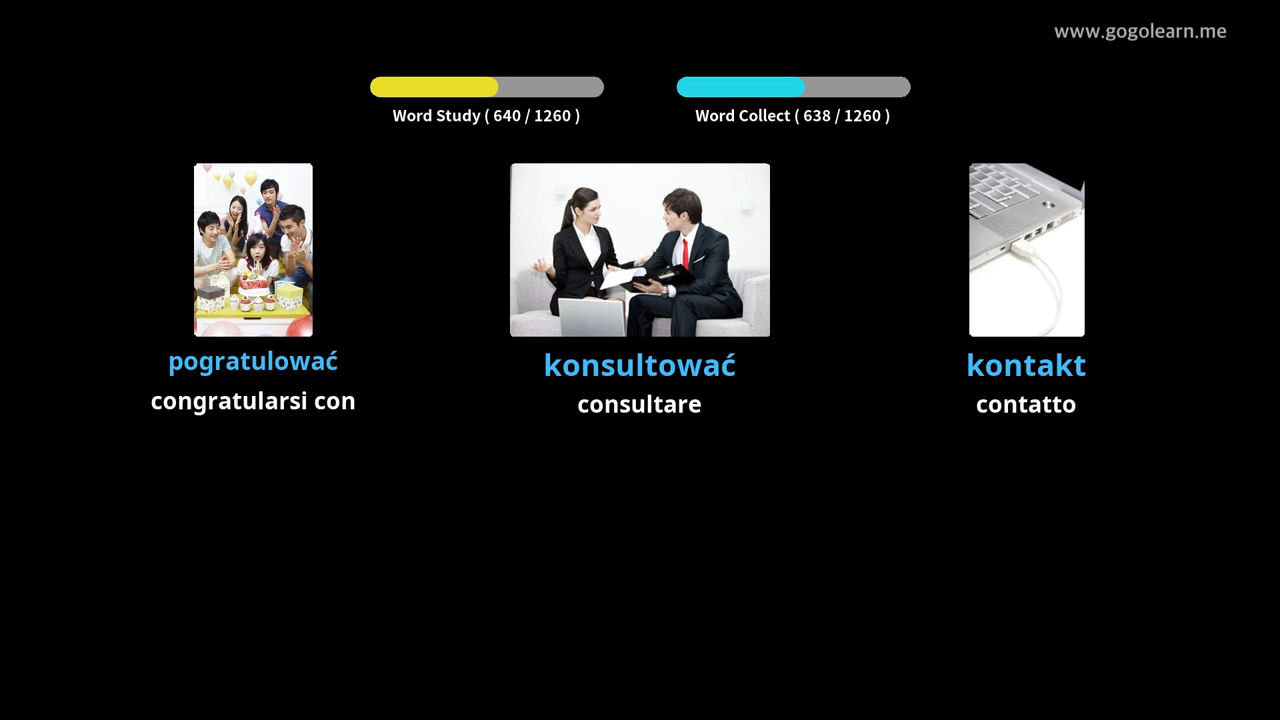 www.gogolearn.me
Word Study ( 640 / 1260 )
Word Collect ( 638 / 1260 )
pogratulować
congratularsi con
konsultować
consultare
kontakt
contatto